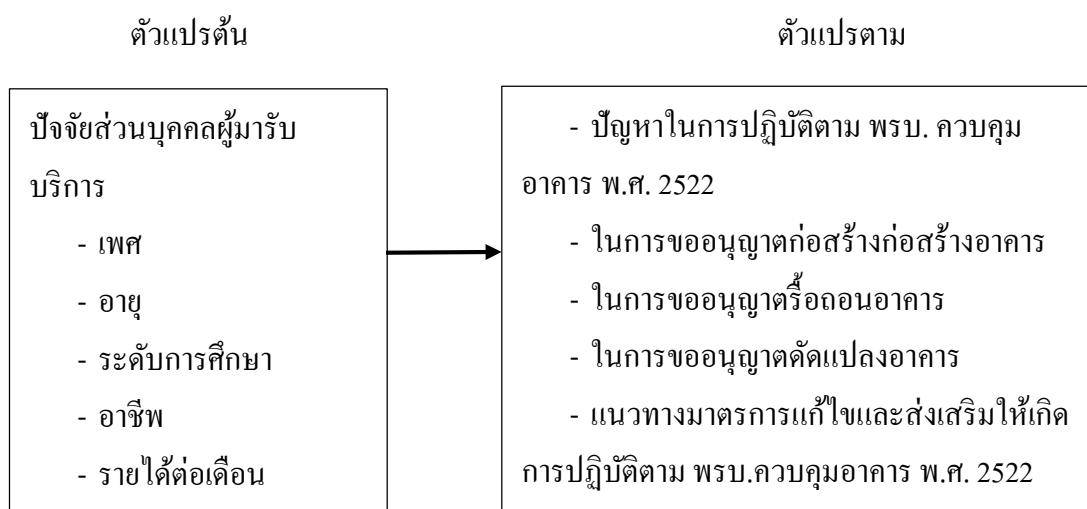 ตัวแปรต้น
ตัวแปรตาม
ปัจจัยส่วนบุคคลผู้มารับ
บริการ
- เพศ
- อายุ
- ระดับการศึกษา
- อาชีพ
- รายได้ต่อเดือน
- ปัญหาในการปฏิบัติตาม พรบ. ควบคุม
อาคาร พ.ศ. 2522
- ในการขออนุญาตก่อสร้างก่อสร้างอาคาร
- ในการขออนุญาตรื้อถอนอาคาร
- ในการขออนุญาตดัดแปลงอาคาร
- แนวทางมาตรการแก้ไขและส่งเสริมให้เกิด
การปฏิบัติตาม พรบ.ควบคุมอาคาร พ.ศ. 2522